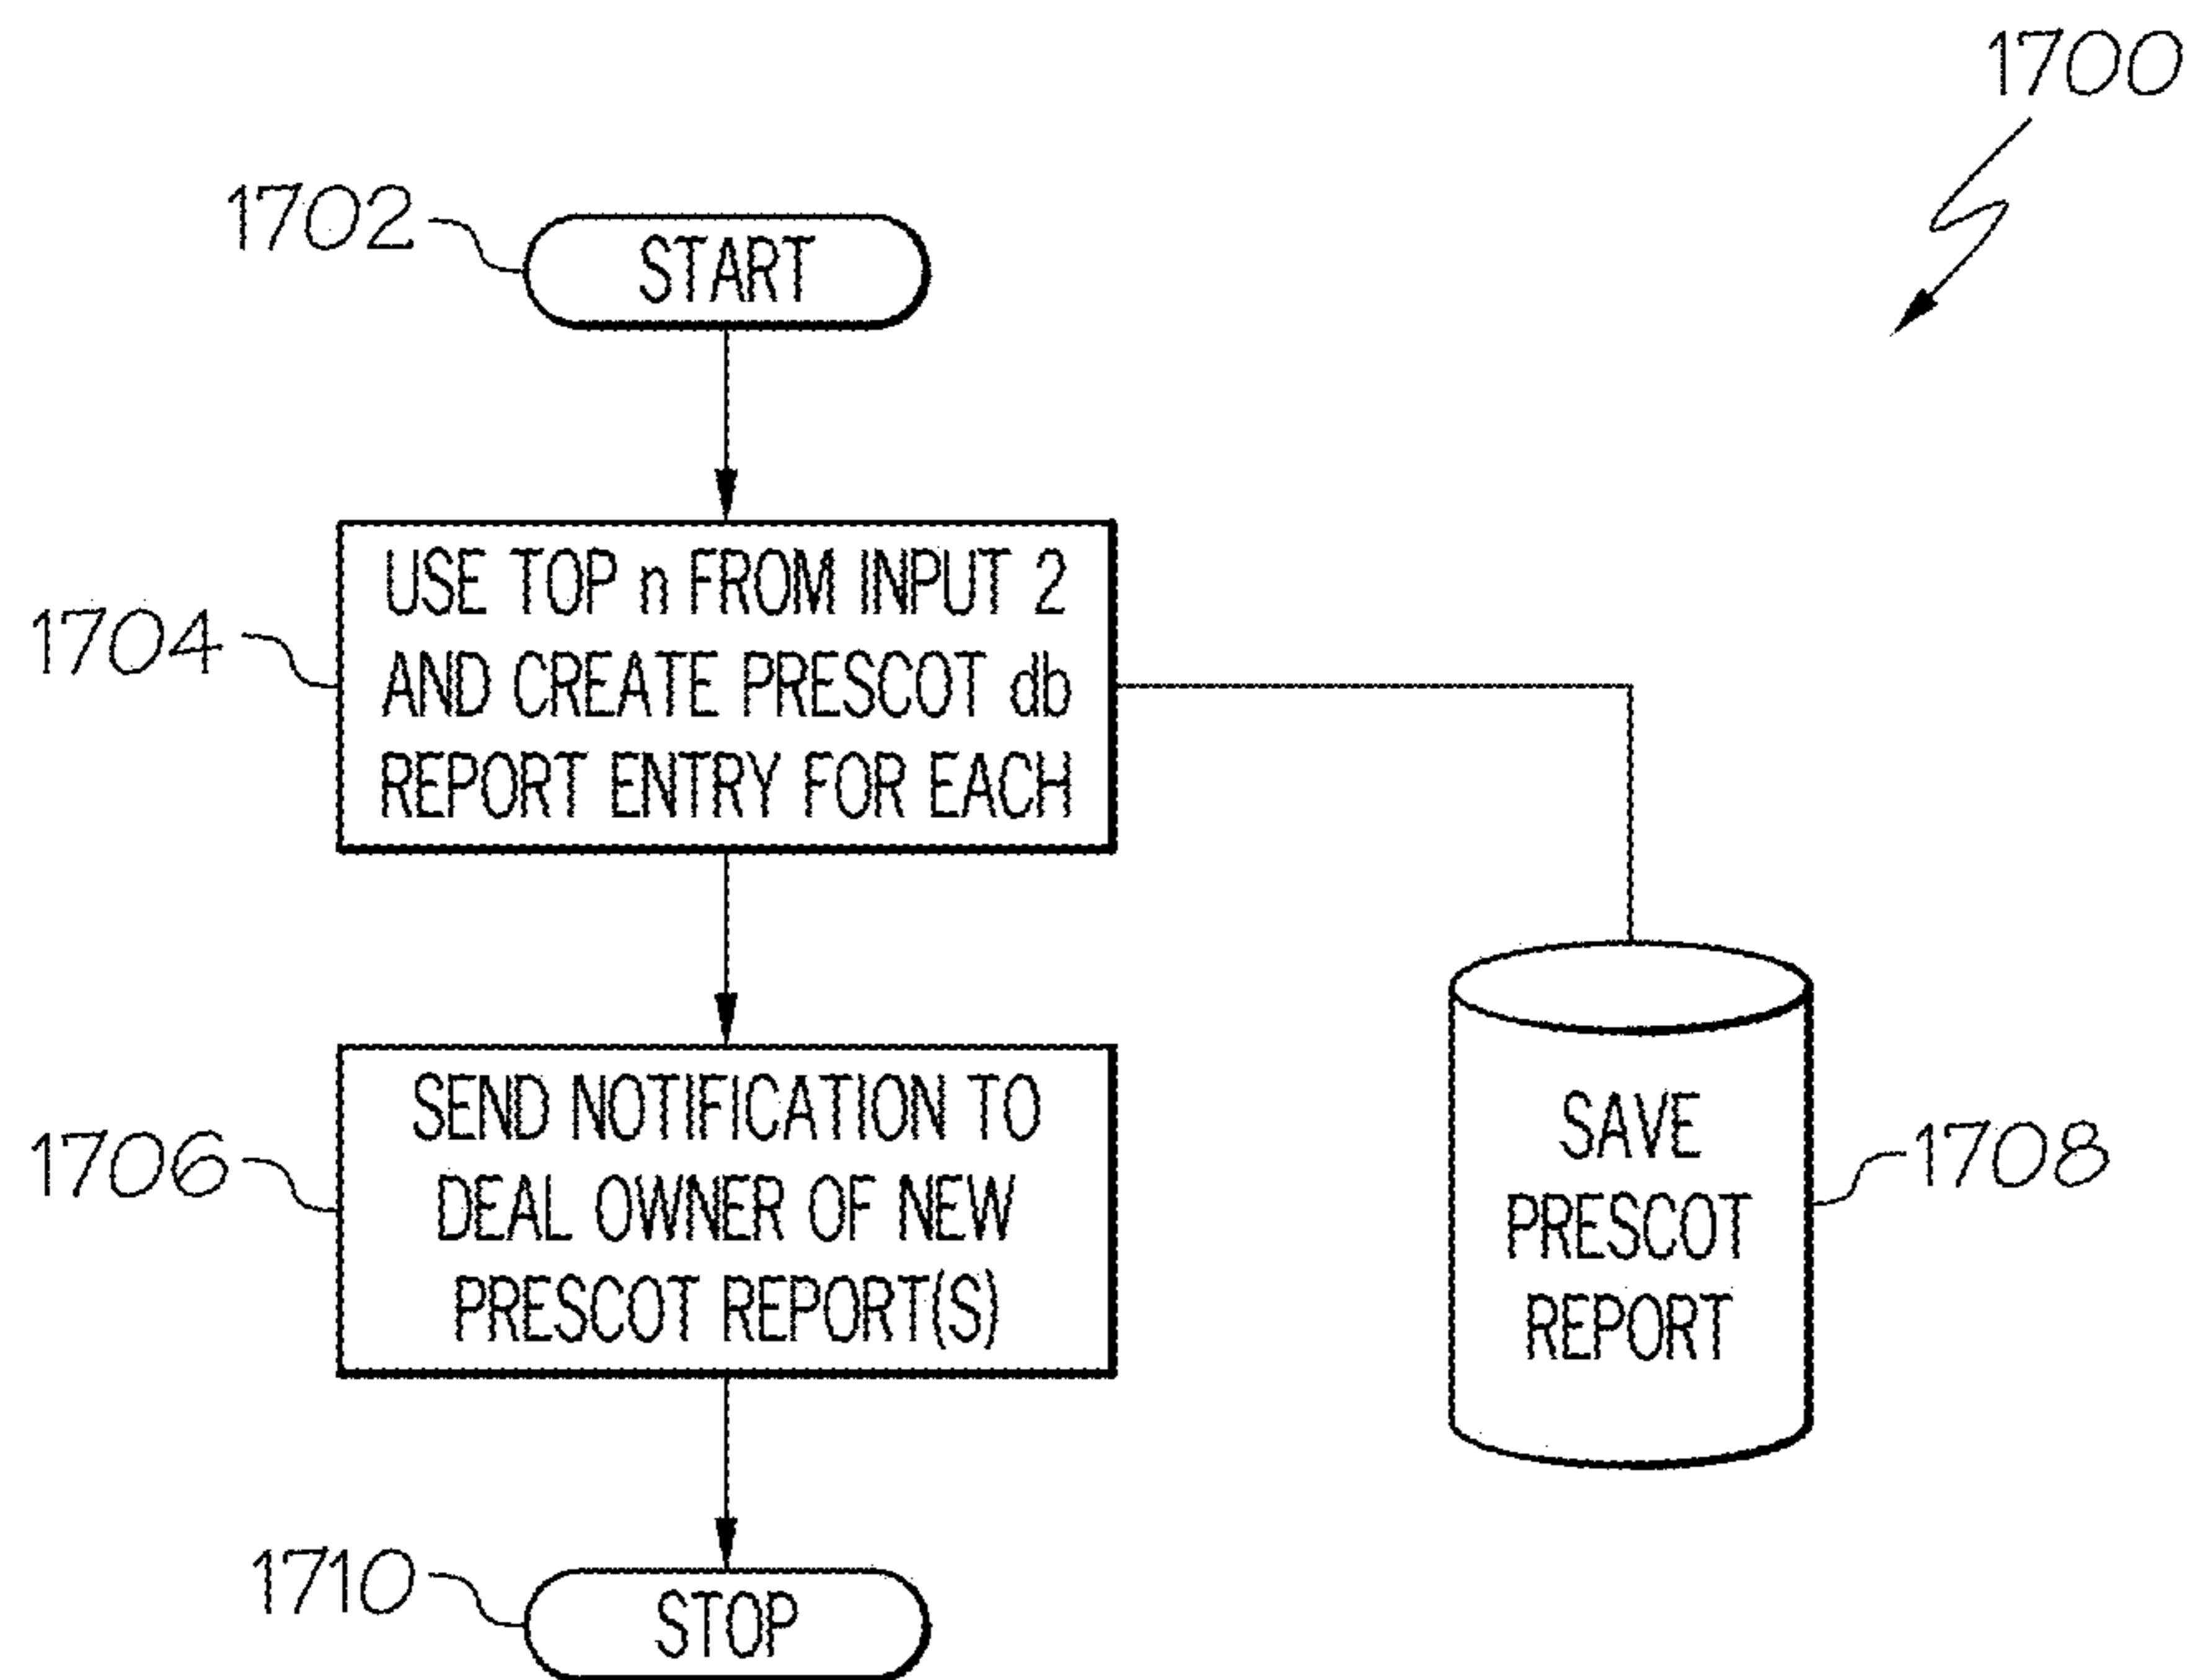 1700
1702
START
1704
USE TOP n FROM INPUT 2
AND CREATE PRESCOT db
REPORT ENTRY FOR EACH
1706
SEND NOTIFICATION TO
DEAL OWNER OF NEW
PRESCOT REPORT(S)
SAVE
PRESCOT
REPORT
1708
1710
STOP